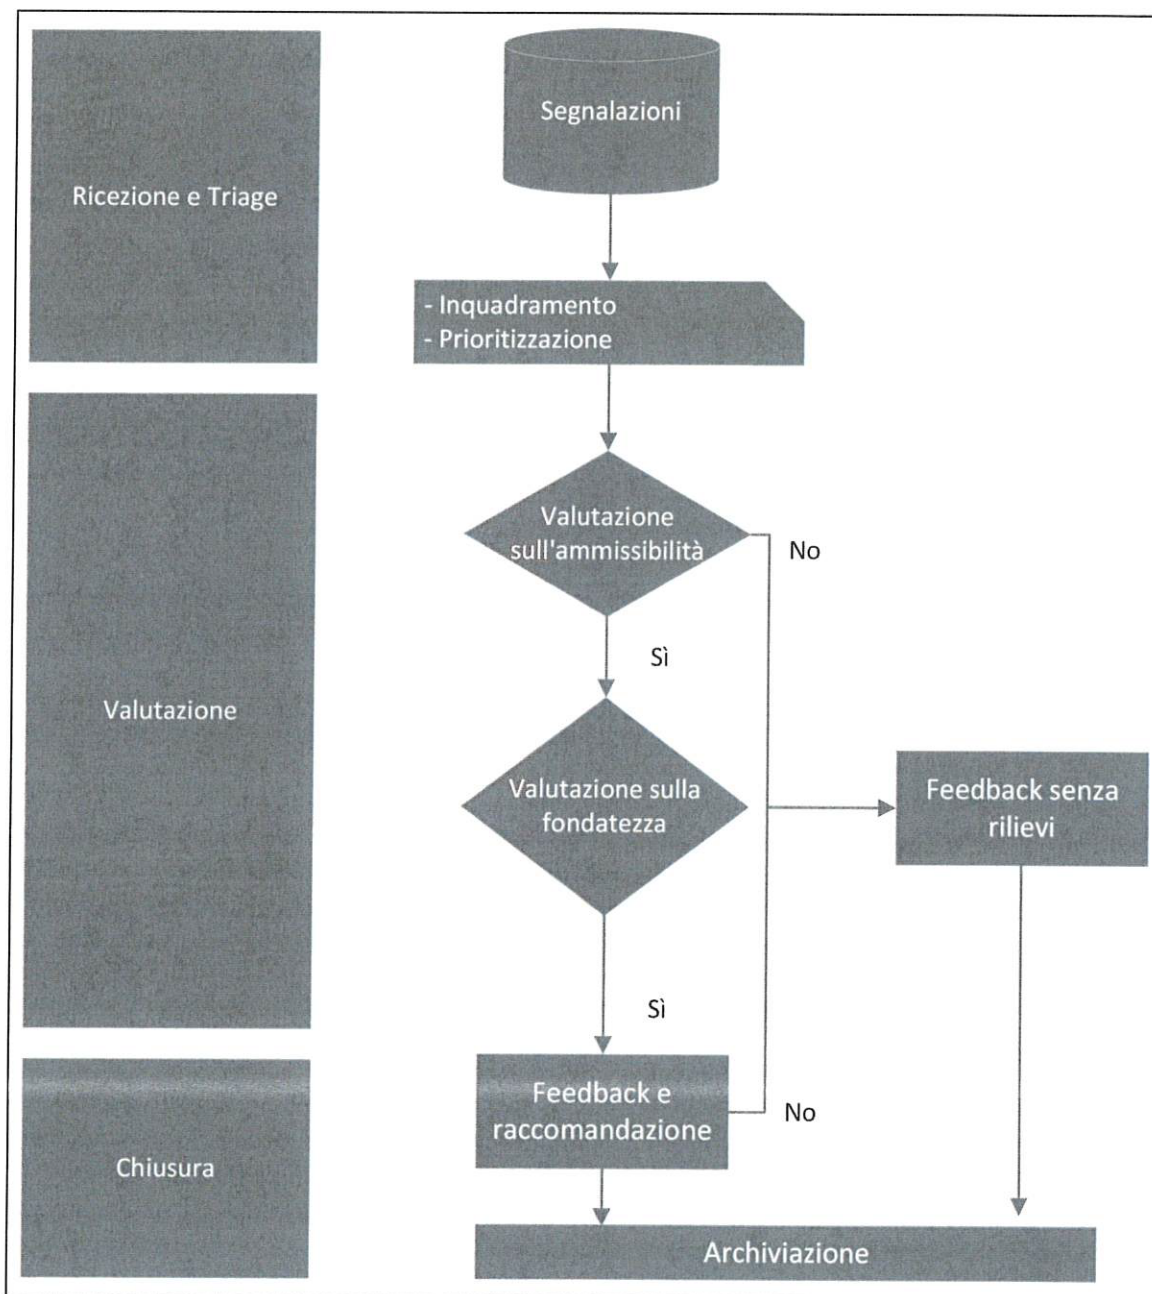 Segnalazioni
Ricezione e Triage
- Inquadramento
- Prioritizzazione
Valutazione
sull'ammissibilità
No
Sì
Valutazione
Valutazione sulla
fondatezza
Feedback senza
rilievi
Sì
Feedback e
raccomandazione
No
Chiusura
Archiviazione